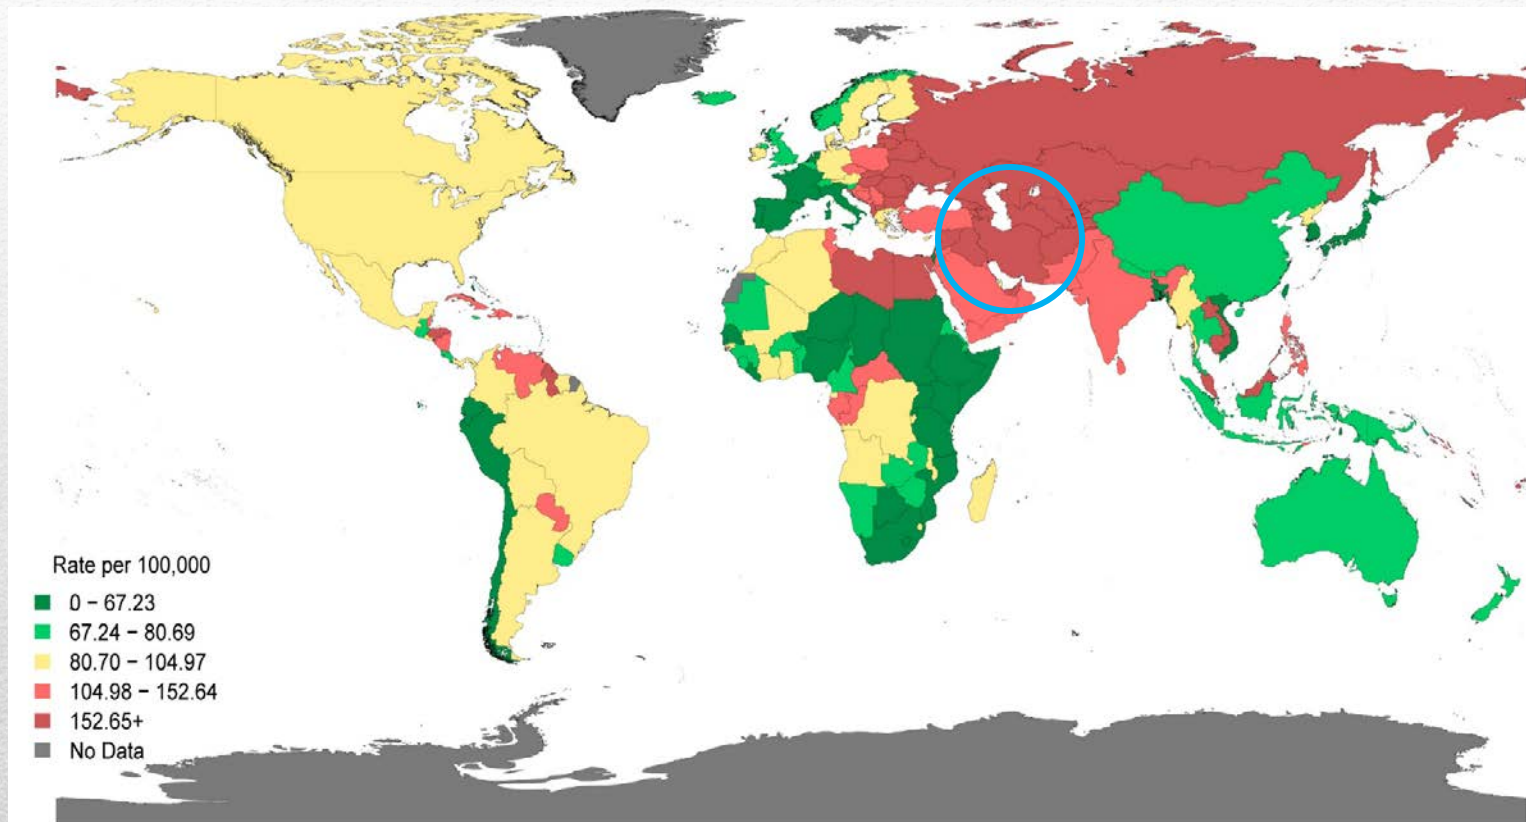 Rate per 100,000
0 – 67.23
67.24 – 80.69
80.70 – 104.97
104.98 – 152.64
152.65+
No Data